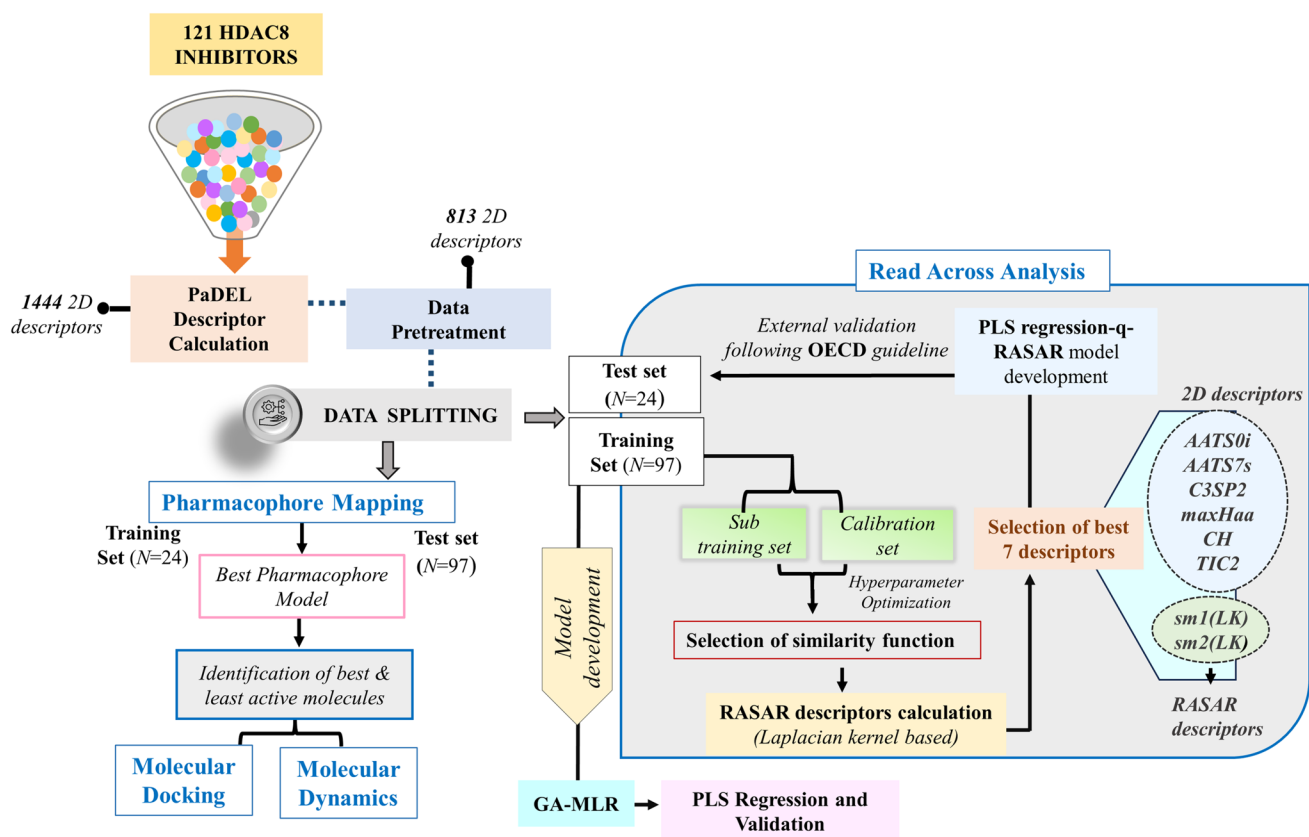 121 HDAC8
INHIBITORS
813 2D
descriptors
1444 2D
descriptors
PaDEL
Descriptor
Calculation
Data
Pretreatment
DATA SPLITTING
Test set
(N=24)
Training
Set (N=97)
Pharmacophore Mapping
Training
Set (N=24)
Test set
(N=97)
Best Pharmacophore
Model
Identification of best &
least active molecules
Molecular
Docking
Molecular
Dynamics
Model
development
GA-MLR
PLS Regression and
Validation
Read Across Analysis
External validation
following OECD guideline
PLS regression-q-
RASAR model
development
Sub
training set
Calibration
set
Hyperparameter
Optimization
Selection of similarity function
RASAR descriptors calculation
(Laplacian kernel based)
Selection of best
7 descriptors
2D descriptors
AATS0i
AATS7s
C3SP2
maxHaa
CH
TIC2
sm1(LK)
sm2(LK)
RASAR
descriptors